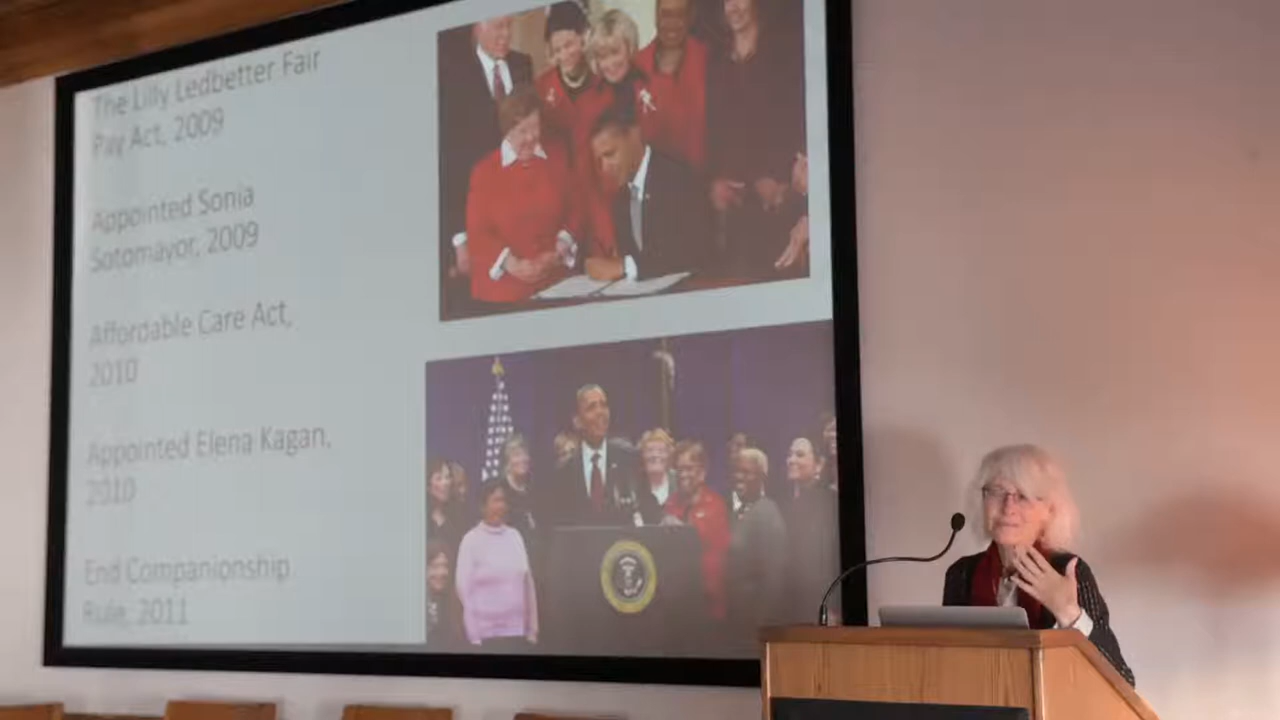 The Lilly Ledbetter Fair
Pay Act, 2009
Appointed Sonia
Sotomayor, 2009
Affordable Care Act,
2010
Appointed Elena Kagan,
2010
End Companionship
Rule, 2011